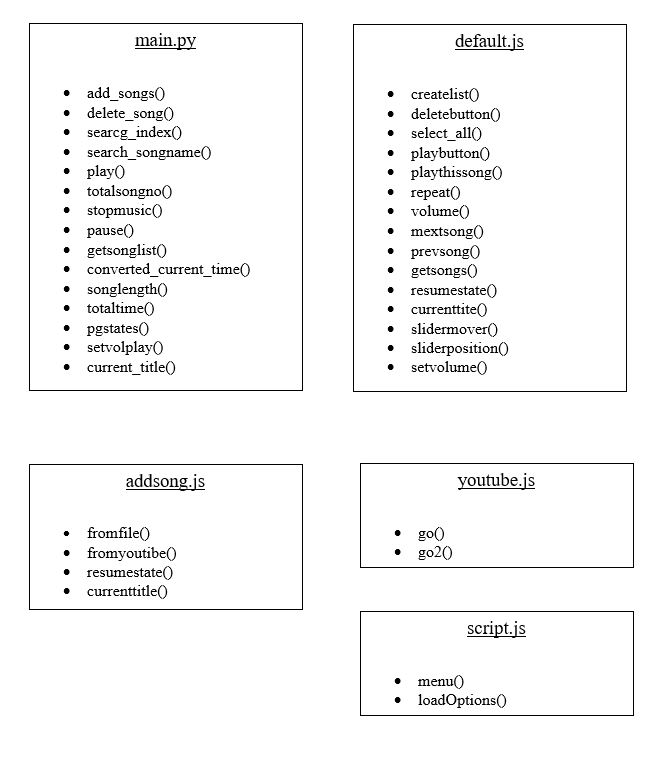 main.py
• add_songs()
• delete_song()
• searcg_index()
• search_songname()
• play()
• totalsongno()
• stopmusic()
• pause()
• getsonglist()
• converted_current_time()
• songlength()
• totaltime()
• pgstates()
• setvolplay()
• current_title()
default.js
• createlist()
• deletebutton()
• select_all()
• playbutton()
• playthissong()
• repeat()
• volume()
• mextsong()
• prevsong()
• getsongs()
• resumestate()
• currenttite()
• slidermover()
• sliderposition()
• setvolume()
addsong.js
• fromfile()
• fromyoutibe()
• resumestate()
• currenttitle()
youtube.js
• go()
• go2()
script.js
• menu()
• loadOptions()